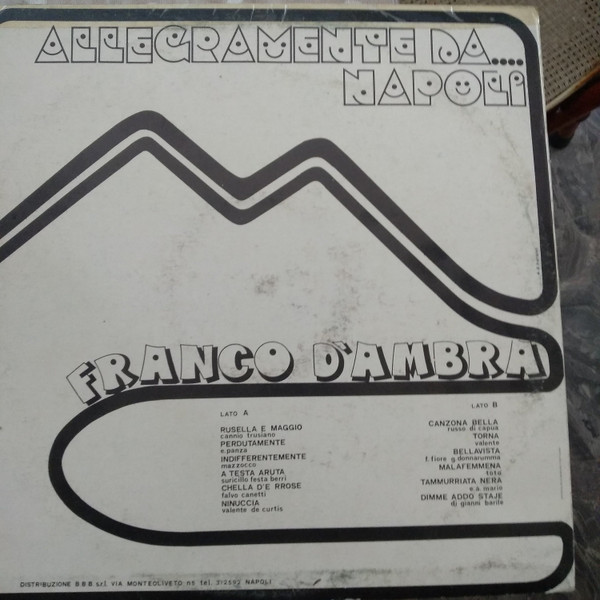 ALLEGRAMENTE DA.....
NAPOLI
FRANCO D'AMBRA
LATO A
RUSELLA E MAGGIO
cannio trusiano
PERDUTAMENTE
e.panza
INDIFFERENTEMENTE
mazzocco
A TESTA ARUTA
suricillo festa berri
CHELLA D'E RROSE
falvo canetti
NINUCCIA
valente de curtis
LATO B
CANZONA BELLA
russo di capua
TORNA
valente
BELLAVISTA
f.fiore g.donnarumma
MALAFEMMENA
totò
TAMMURRIATA NERA
e.a mario
DIMME ADDO STAJE
di gianni barile
DISTRIBUZIONE B.B.B srl. VIA MONTEOLIVETO 66 tel. 312592 NAPOLI